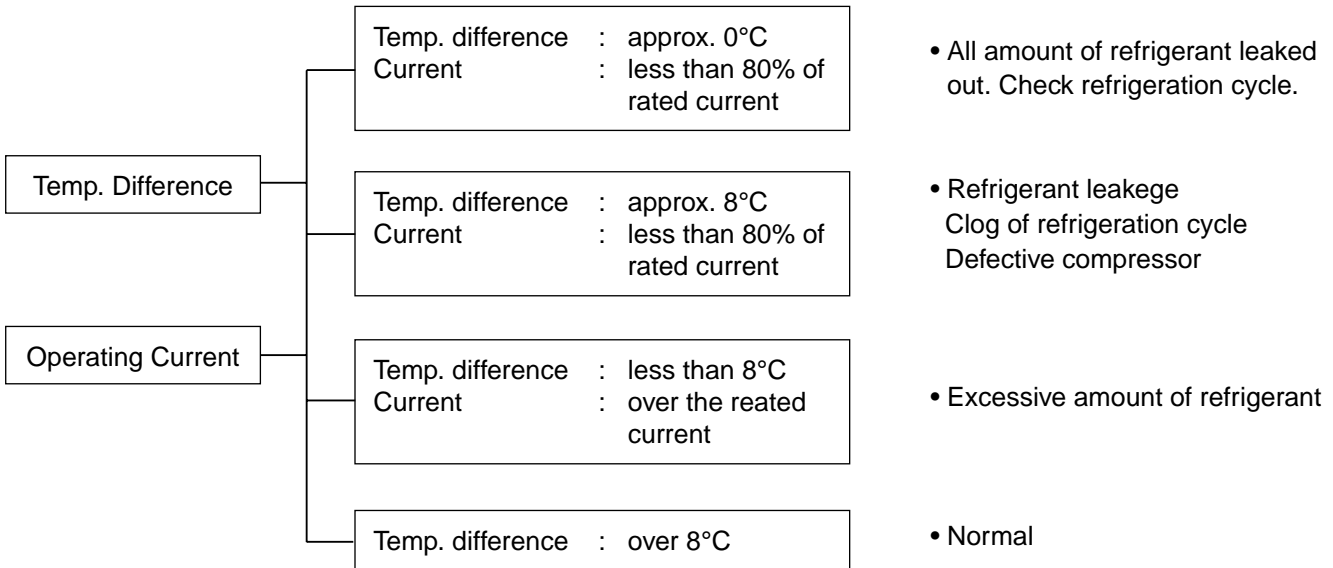 Temp. difference : approx. 0°C
Current : less than 80% of
rated current
• All amount of refrigerant leaked
out. Check refrigeration cycle.
Temp. Difference
Temp. difference : approx. 8°C
Current : less than 80% of
rated current
• Refrigerant leakege
Clog of refrigeration cycle
Defective compressor
Operating Current
Temp. difference : less than 8°C
Current : over the reated
current
• Excessive amount of refrigerant
Temp. difference : over 8°C
• Normal